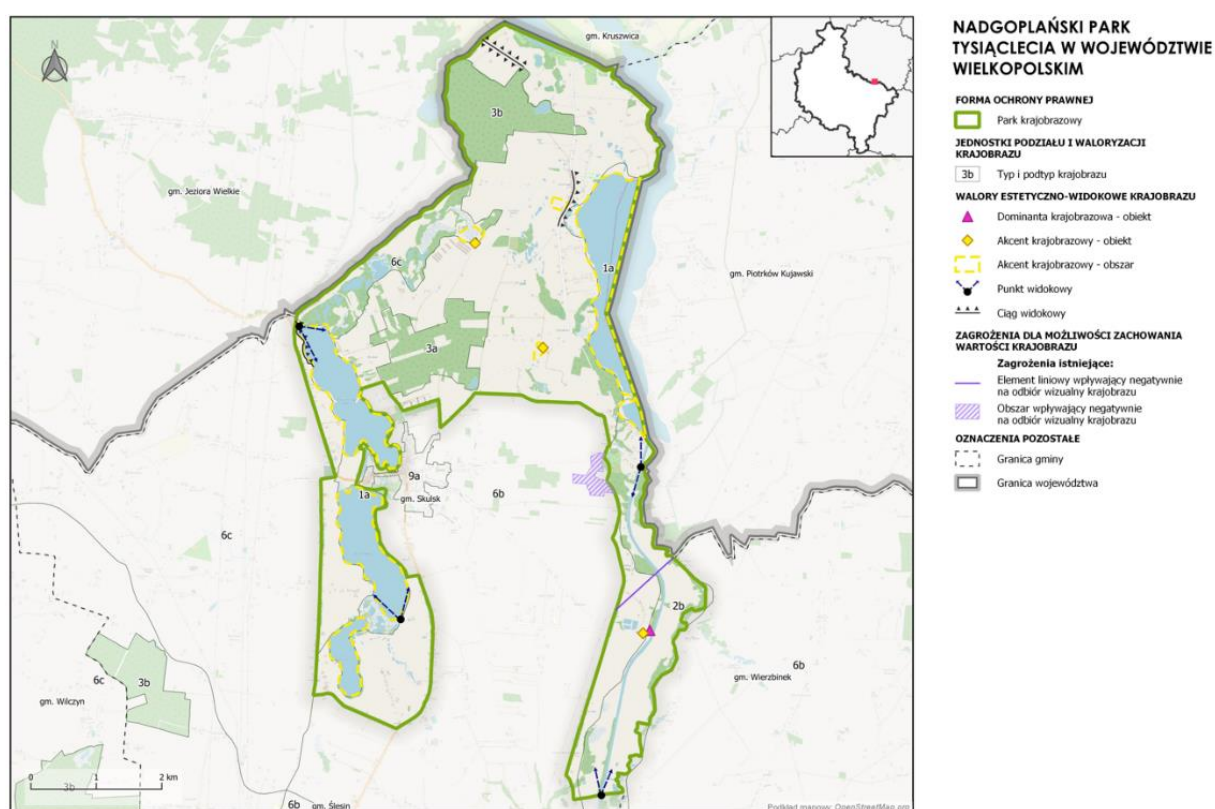 NADGOPLAŃSKI PARK
TYSIĄCLECIA W WOJEWÓDZTWIE
WIELKOPOLSKIM
FORMA OCHRONY PRAWNEJ
Park krajobrazowy
JEDNOSTKI PODZIAŁU I WALORYZACJI
KRAJOBRAZU
3b Typ i podtyp krajobrazu
WALORY ESTETYCZNO-WIDOKOWE KRAJOBRAZU
Dominanta krajobrazowa - obiekt
Akcent krajobrazowy - obiekt
Akcent krajobrazowy - obszar
Punkt widokowy
Ciąg widokowy
ZAGROŻENIA DLA MOŻLIWOŚCI ZACHOWANIA
WARTOŚCI KRAJOBRAZU
Zagrożenia istniejące:
Element liniowy wpływający negatywnie
na odbiór wizualny krajobrazu
Obszar wpływający negatywnie
na odbiór wizualny krajobrazu
OZNACZENIA POZOSTAŁE
Granica gminy
Granica województwa
N
gm. Kruszwica
3b
gm. Jeziora Wielkie
6c
1a
gm. Piotrków Kujawski
3a
9a
1a
gm. Skulsk
6b
6c
2b
6b
gm. Wierzbinek
6c
3b
gm. Wilczyn
0 1 2 km
3b
6b
gm. Ślesin
Podkład mapowy: OpenStreetMap.org